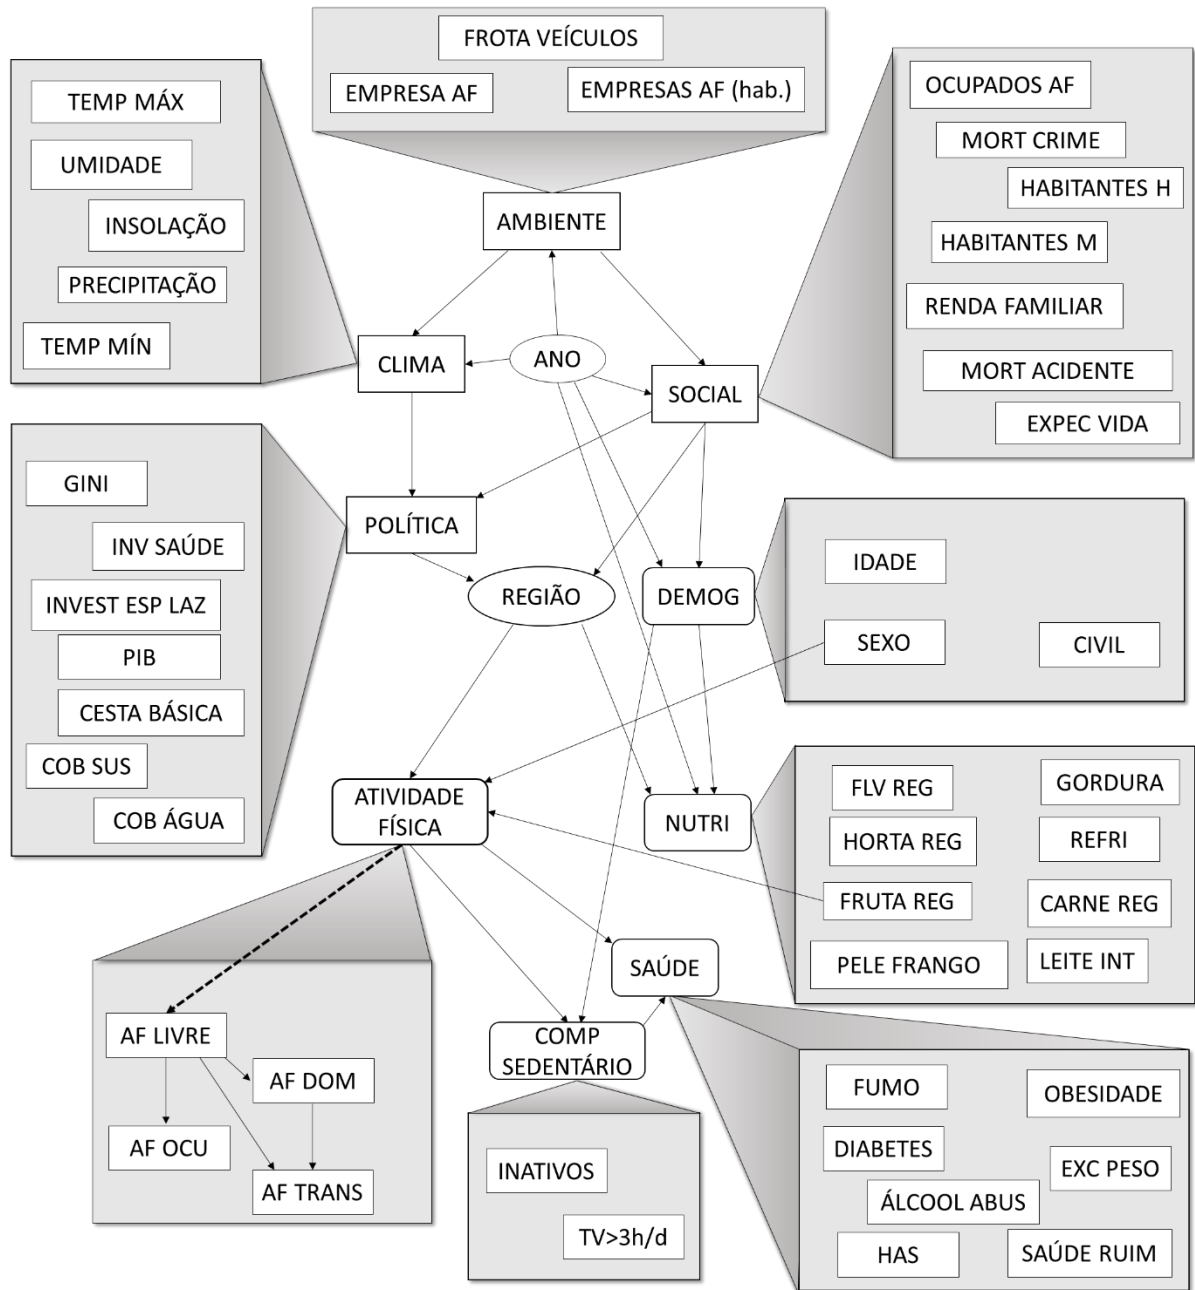 FROTA VEÍCULOS
EMPRESA AF
EMPRESAS AF (hab.)
TEMP MÁX
UMIDADE
INSOLAÇÃO
PRECIPITAÇÃO
TEMP MÍN
OCUPADOS AF
MORT CRIME
HABITANTES H
HABITANTES M
RENDA FAMILIAR
MORT ACIDENTE
EXPEC VIDA
AMBIENTE
CLIMA
ANO
SOCIAL
GINI
INV SAÚDE
INVEST ESP LAZ
PIB
CESTA BÁSICA
COB SUS
COB ÁGUA
POLÍTICA
REGIÃO
DEMOG
IDADE
SEXO
CIVIL
ATIVIDADE
FÍSICA
NUTRI
FLV REG
GORDURA
HORTA REG
REFRI
FRUTA REG
CARNE REG
PELE FRANGO
LEITE INT
SAÚDE
COMP
SEDENTÁRIO
AF LIVRE
AF DOM
AF OCU
AF TRANS
INATIVOS
TV>3h/d
FUMO
OBESIDADE
DIABETES
EXC PESO
ÁLCOOL ABUS
HAS
SAÚDE RUIM